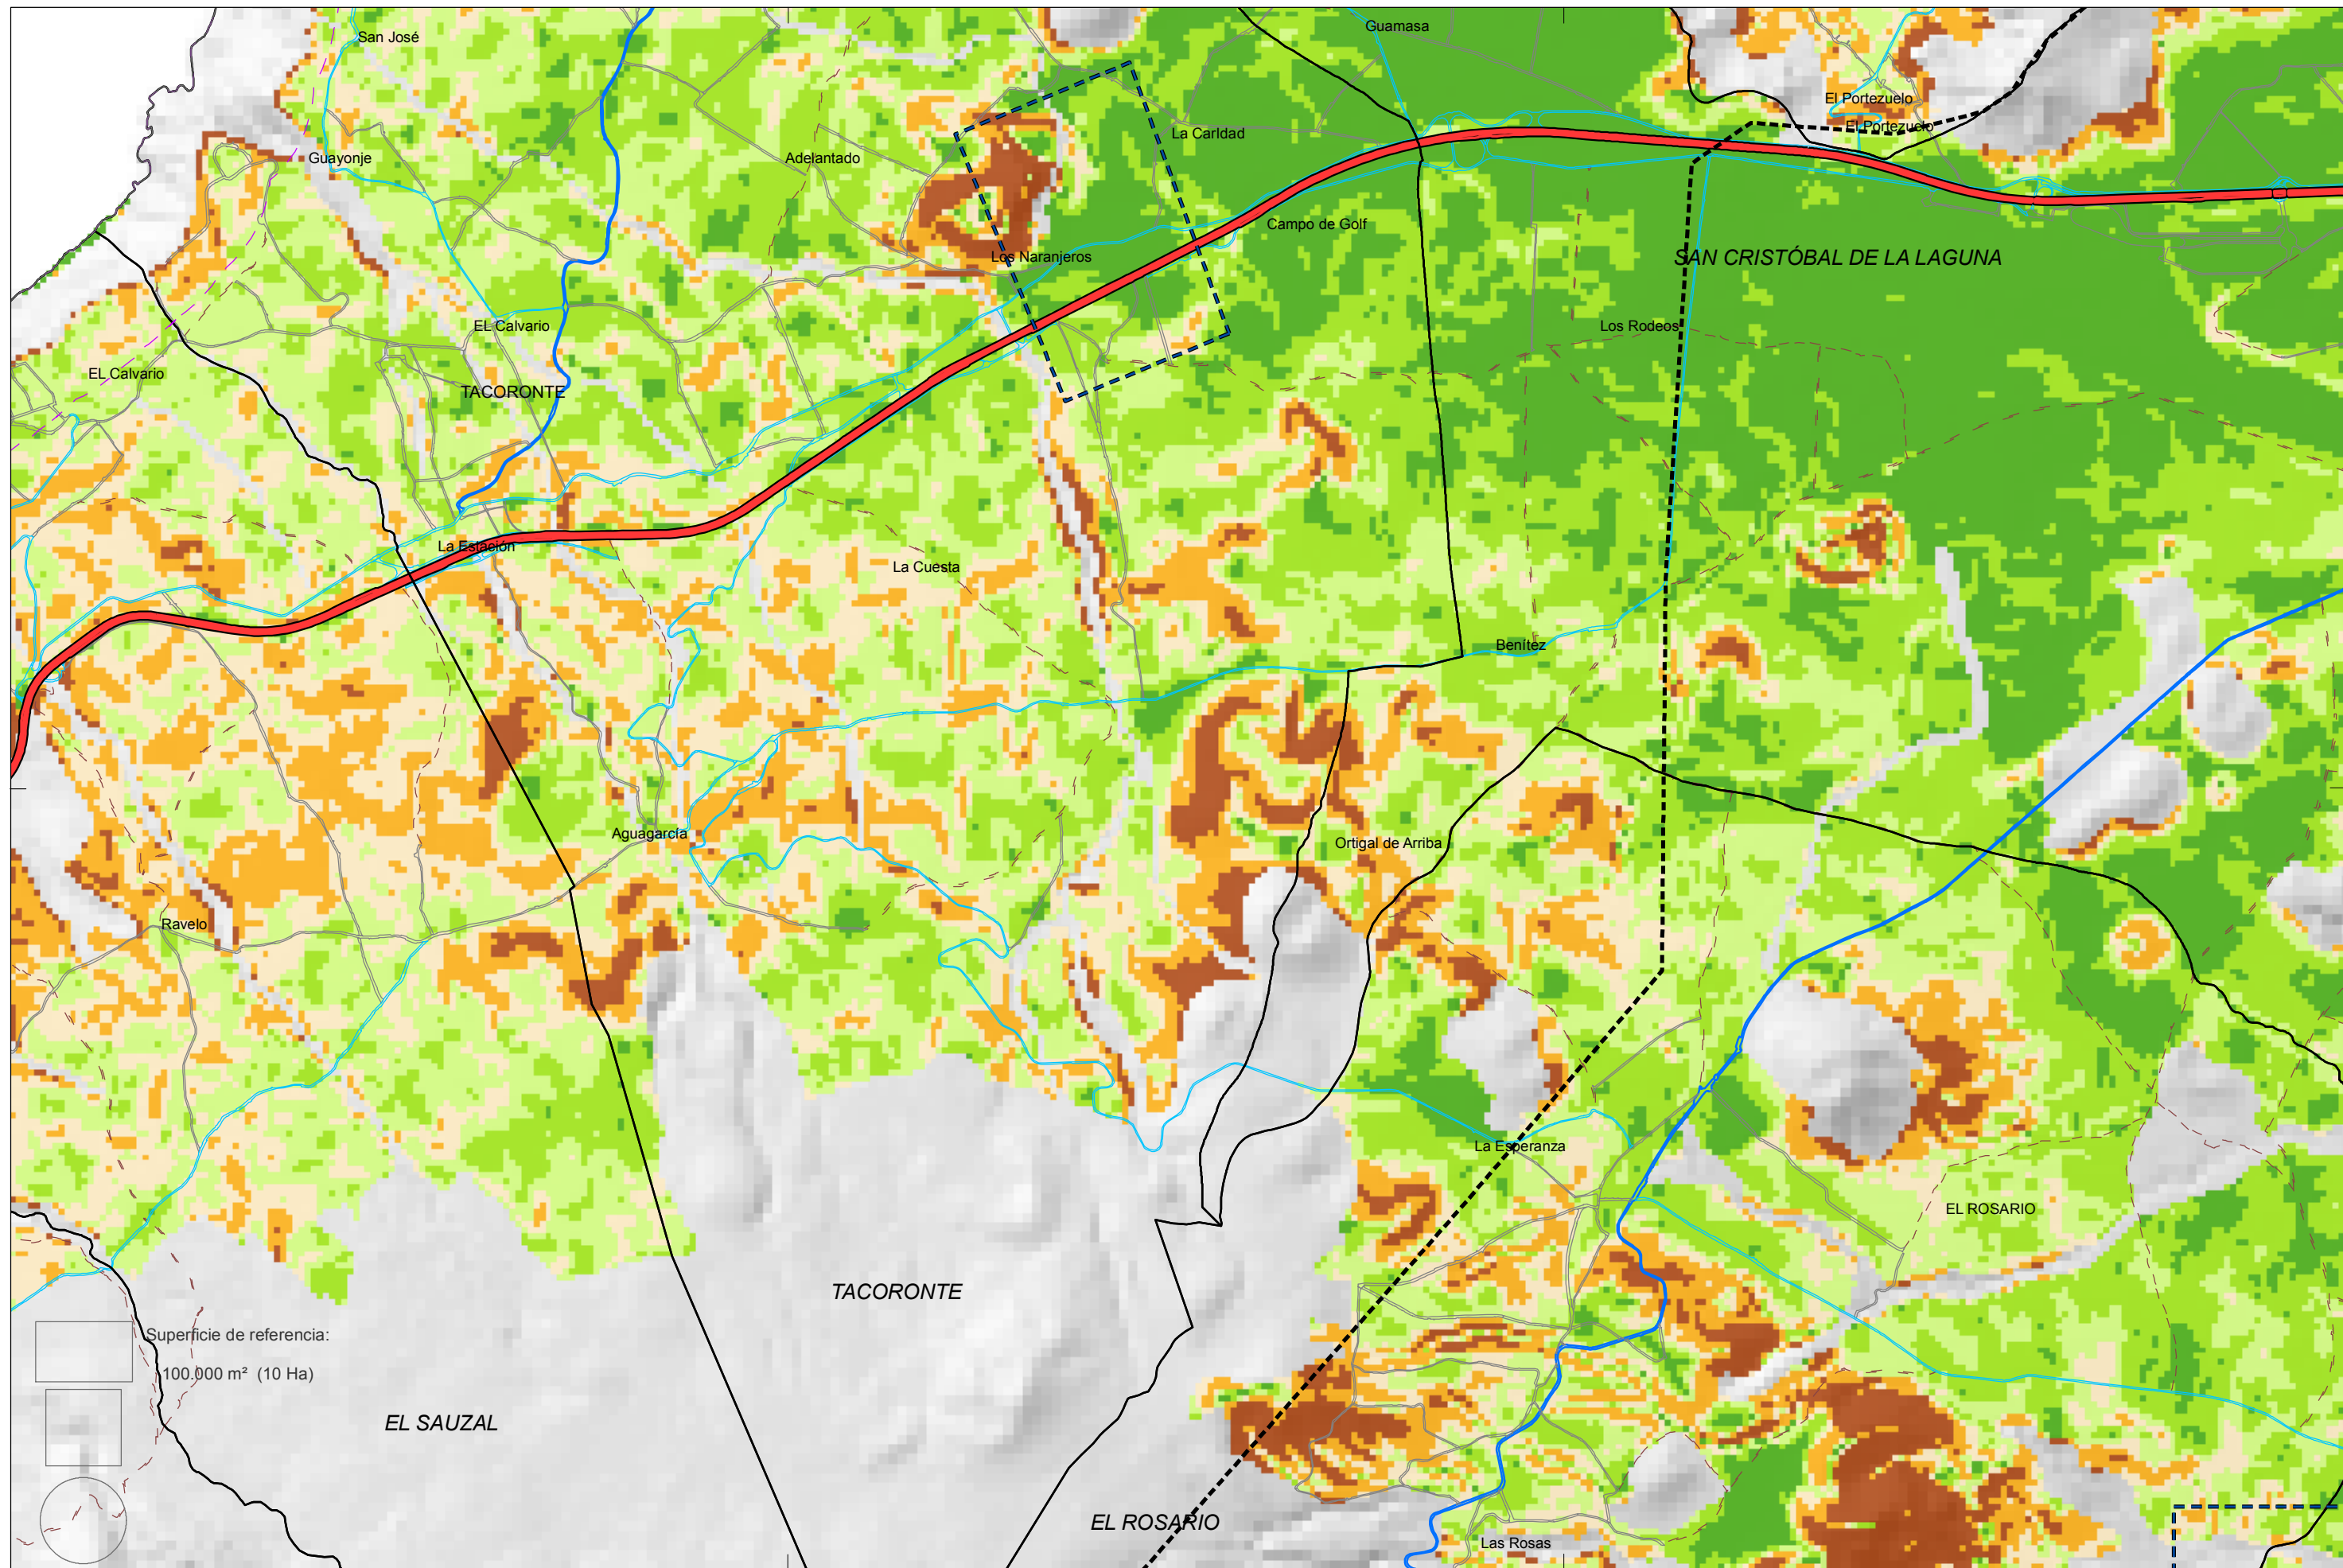 Guamasa
San José
El Portezuelo
El Portezuelo
La CarIdad
Guayonje
Adelantado
Campo de Golf
Los Naranjeros
SAN CRISTÓBAL DE LA LAGUNA
EL Calvario
Los Rodeos
EL Calvario
TACORONTE
La Estación
La Cuesta
Benítez
Aguagarcía
Ortigal de Arriba
Ravelo
La Esperanza
EL ROSARIO
TACORONTE
Superficie de referencia:
100.000 m² (10 Ha)
EL SAUZAL
EL ROSARIO
Las Rosas